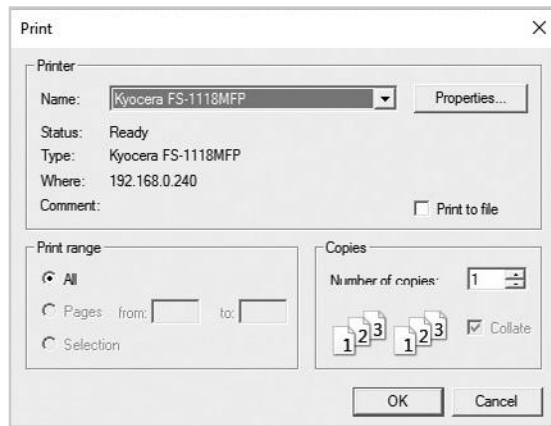 Print
Printer
Name: Kyocera FS-1118MFP Properties...
Status: Ready
Type: Kyocera FS-1118MFP
Where: 192.168.0.240
Comment: Print to file
Print range
All
Pages from: to:
Selection
Copies
Number of copies: 1
1 2 3 1 2 3 Collate
OK Cancel